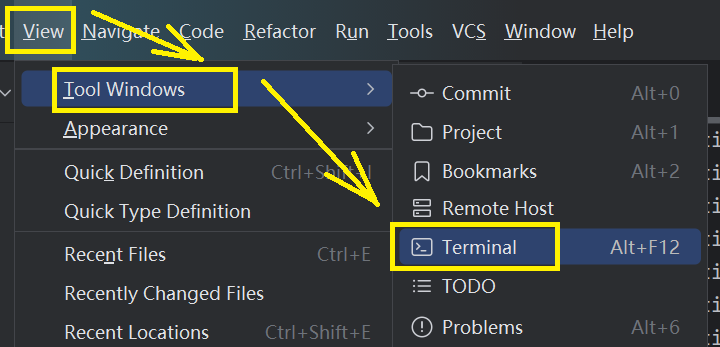 View Navigate Code Refactor Run Tools VCS Window Help
Tool Windows
Appearance
Quick Definition Ctrl+Shift+I
Quick Type Definition
Recent Files Ctrl+E
Recently Changed Files
Recent Locations Ctrl+Shift+E
Commit Alt+0
Project Alt+1
Bookmarks Alt+2
Remote Host
Terminal Alt+F12
TODO
Problems Alt+6